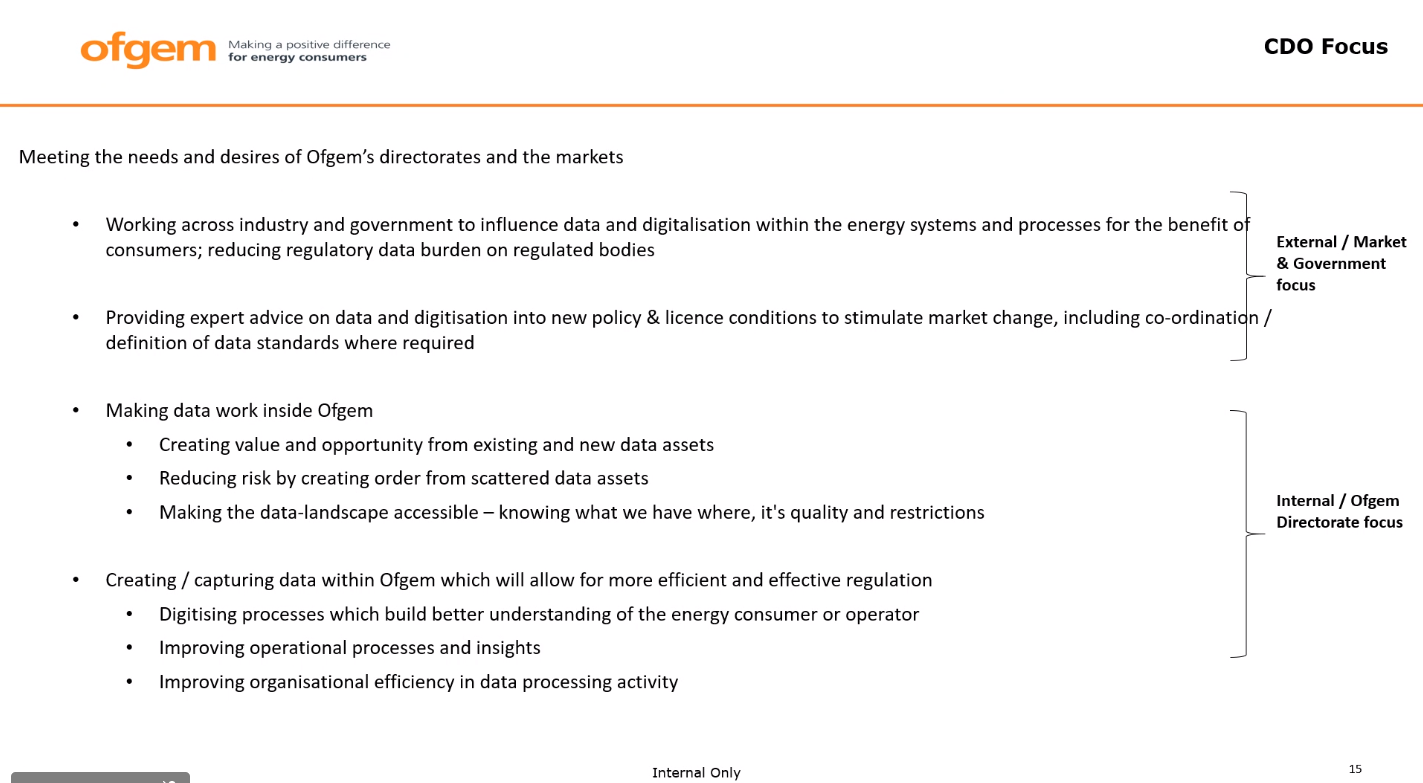 ofgem
Making a positive difference
for energy consumers
CDO Focus
Meeting the needs and desires of Ofgem’s directorates and the markets
• Working across industry and government to influence data and digitalisation within the energy systems and processes for the benefit of
consumers; reducing regulatory data burden on regulated bodies
External / Market
& Government
focus
• Providing expert advice on data and digitisation into new policy & licence conditions to stimulate market change, including co-ordination /
definition of data standards where required
• Making data work inside Ofgem
• Creating value and opportunity from existing and new data assets
• Reducing risk by creating order from scattered data assets
• Making the data-landscape accessible – knowing what we have where, it's quality and restrictions
Internal / Ofgem
Directorate focus
• Creating / capturing data within Ofgem which will allow for more efficient and effective regulation
• Digitising processes which build better understanding of the energy consumer or operator
• Improving operational processes and insights
• Improving organisational efficiency in data processing activity
Internal Only
15